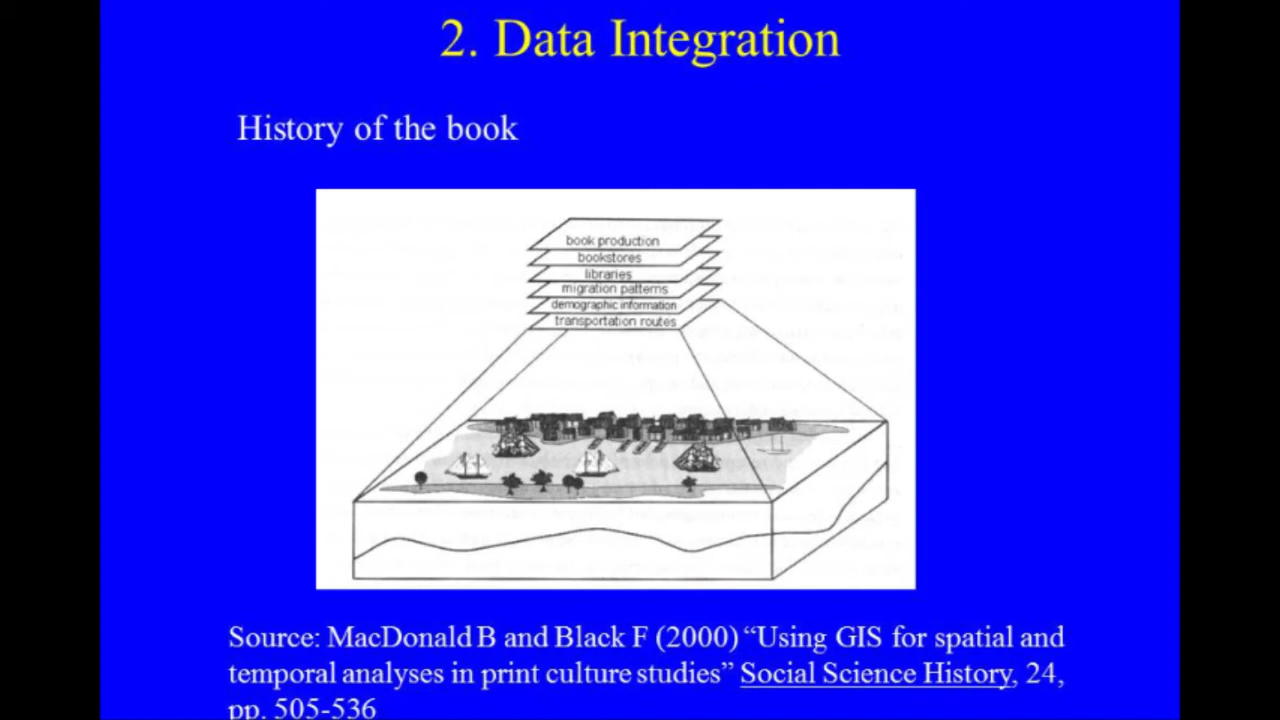 2. Data Integration
History of the book
book production
bookstores
libraries
migration patterns
demographic information
transportation routes
Source: MacDonald B and Black F (2000) “Using GIS for spatial and
temporal analyses in print culture studies” Social Science History, 24,
pp. 505-536